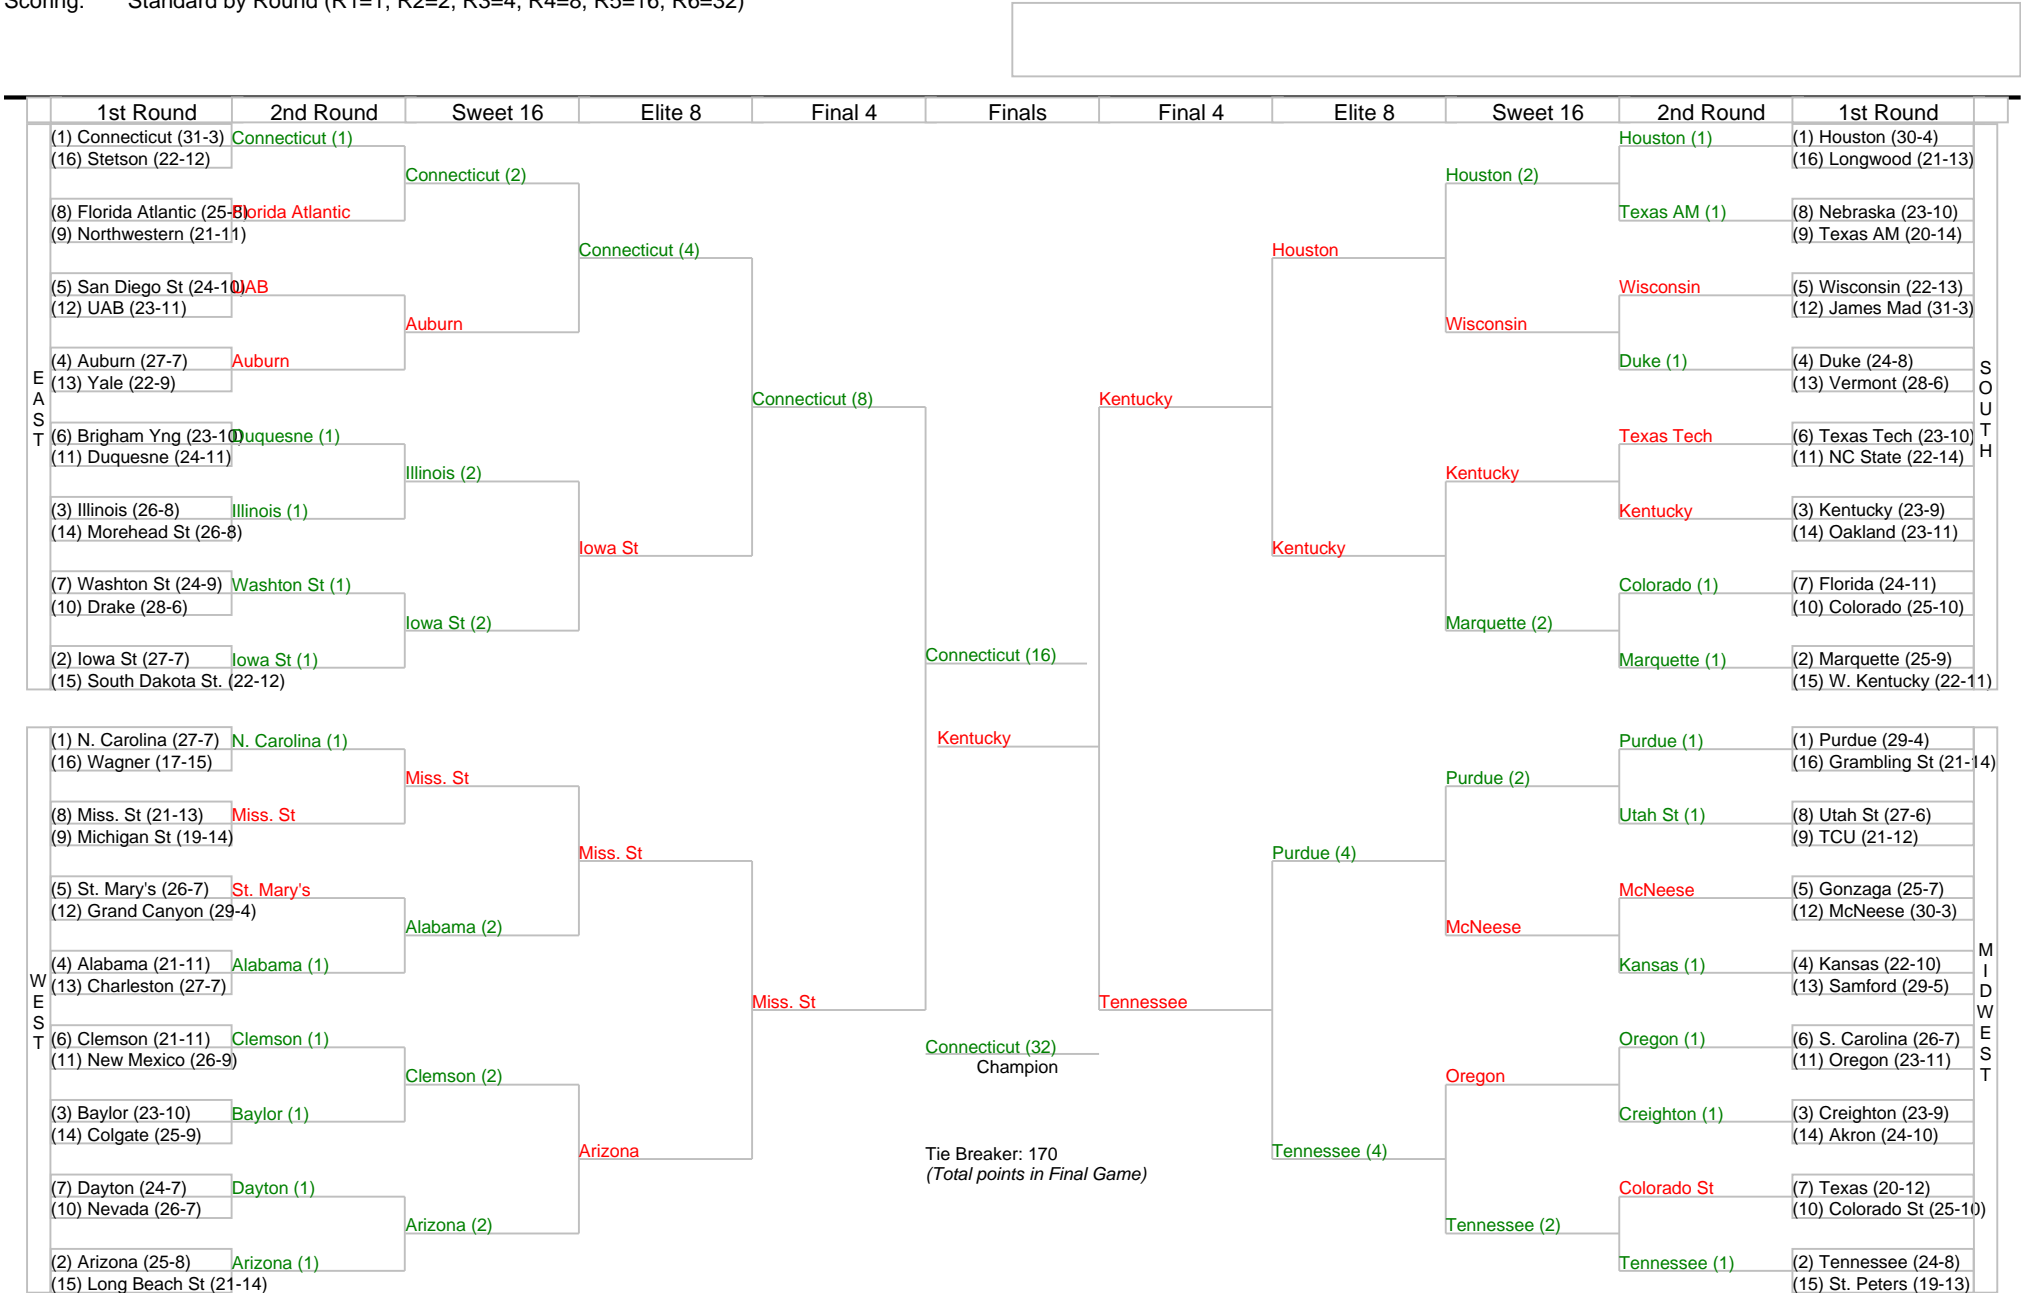 Scoring: Standard by Round (R1=1, R2=2, R3=4, R4=8, R5=16, R6=32)
1st Round 2nd Round Sweet 16 Elite 8 Final 4 Finals Final 4 Elite 8 Sweet 16 2nd Round 1st Round
EAST
(1) Connecticut (31-3)
(16) Stetson (22-12)
(8) Florida Atlantic (25-8)
(9) Northwestern (21-11)
(5) San Diego St (24-10)
(12) UAB (23-11)
(4) Auburn (27-7)
(13) Yale (22-9)
(6) Brigham Yng (23-10)
(11) Duquesne (24-11)
(3) Illinois (26-8)
(14) Morehead St (26-8)
(7) Washton St (24-9)
(10) Drake (28-6)
(2) Iowa St (27-7)
(15) South Dakota St. (22-12)
Connecticut (1)
Florida Atlantic
UAB
Auburn
Duquesne (1)
Illinois (1)
Washton St (1)
Iowa St (1)
Connecticut (2)
Auburn
Illinois (2)
Iowa St (2)
Connecticut (4)
Iowa St
Connecticut (8)
WEST
(1) N. Carolina (27-7)
(16) Wagner (17-15)
(8) Miss. St (21-13)
(9) Michigan St (19-14)
(5) St. Mary's (26-7)
(12) Grand Canyon (29-4)
(4) Alabama (21-11)
(13) Charleston (27-7)
(6) Clemson (21-11)
(11) New Mexico (26-9)
(3) Baylor (23-10)
(14) Colgate (25-9)
(7) Dayton (24-7)
(10) Nevada (26-7)
(2) Arizona (25-8)
(15) Long Beach St (21-14)
N. Carolina (1)
Miss. St
St. Mary's
Alabama (1)
Clemson (1)
Baylor (1)
Dayton (1)
Arizona (1)
Miss. St
Alabama (2)
Clemson (2)
Arizona (2)
Miss. St
Arizona
Miss. St
Connecticut (16)
Kentucky
Connecticut (32)
Champion
Tie Breaker: 170
(Total points in Final Game)
Kentucky
Houston
Kentucky
Houston (2)
Wisconsin
Kentucky
Marquette (2)
Houston (1)
Texas AM (1)
Wisconsin
Duke (1)
Texas Tech
Kentucky
Colorado (1)
Marquette (1)
(1) Houston (30-4)
(16) Longwood (21-13)
(8) Nebraska (23-10)
(9) Texas AM (20-14)
(5) Wisconsin (22-13)
(12) James Mad (31-3)
(4) Duke (24-8)
(13) Vermont (28-6)
(6) Texas Tech (23-10)
(11) NC State (22-14)
(3) Kentucky (23-9)
(14) Oakland (23-11)
(7) Florida (24-11)
(10) Colorado (25-10)
(2) Marquette (25-9)
(15) W. Kentucky (22-11)
SOUTH
Tennessee
Purdue (4)
Tennessee (4)
Purdue (2)
McNeese
Oregon
Tennessee (2)
Purdue (1)
Utah St (1)
McNeese
Kansas (1)
Oregon (1)
Creighton (1)
Colorado St
Tennessee (1)
(1) Purdue (29-4)
(16) Grambling St (21-14)
(8) Utah St (27-6)
(9) TCU (21-12)
(5) Gonzaga (25-7)
(12) McNeese (30-3)
(4) Kansas (22-10)
(13) Samford (29-5)
(6) S. Carolina (26-7)
(11) Oregon (23-11)
(3) Creighton (23-9)
(14) Akron (24-10)
(7) Texas (20-12)
(10) Colorado St (25-10)
(2) Tennessee (24-8)
(15) St. Peters (19-13)
MIDWEST